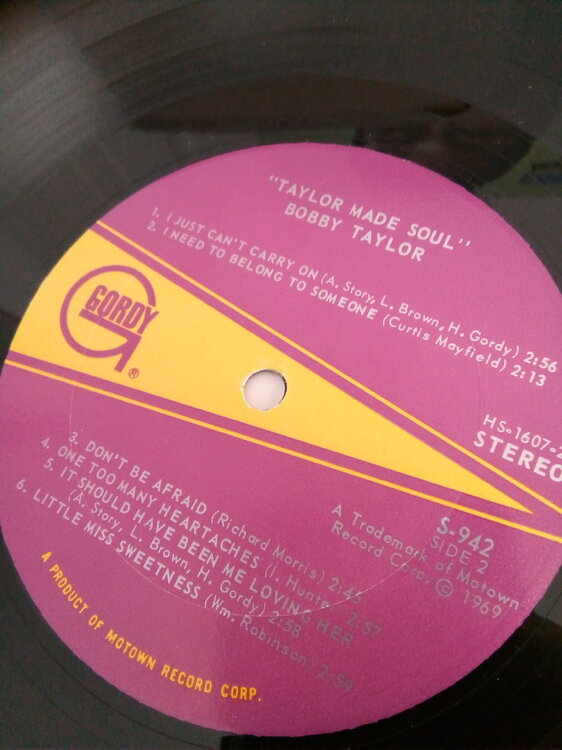 "TAYLOR MADE SOUL"
BOBBY TAYLOR
1. I JUST CAN'T CARRY ON (A. Story, L. Brown, H. Gordy) 2:56
2. I NEED TO BELONG TO SOMEONE (Curtis Mayfield) 2:13
GORDY
G
®
HS-1607-2
STEREO
3. DON'T BE AFRAID (Richard Morris) 2:45
4. ONE TOO MANY HEARTACHES (I. Hunter) 2:57
5. IT SHOULD HAVE BEEN ME LOVING HER
(A. Story, L. Brown, H. Gordy) 2:58
6. LITTLE MISS SWEETNESS (Wm. Robinson) 2:59
S-942
SIDE 2
A Trademark of Motown
Record Corp. © 1969
A PRODUCT OF MOTOWN RECORD CORP.